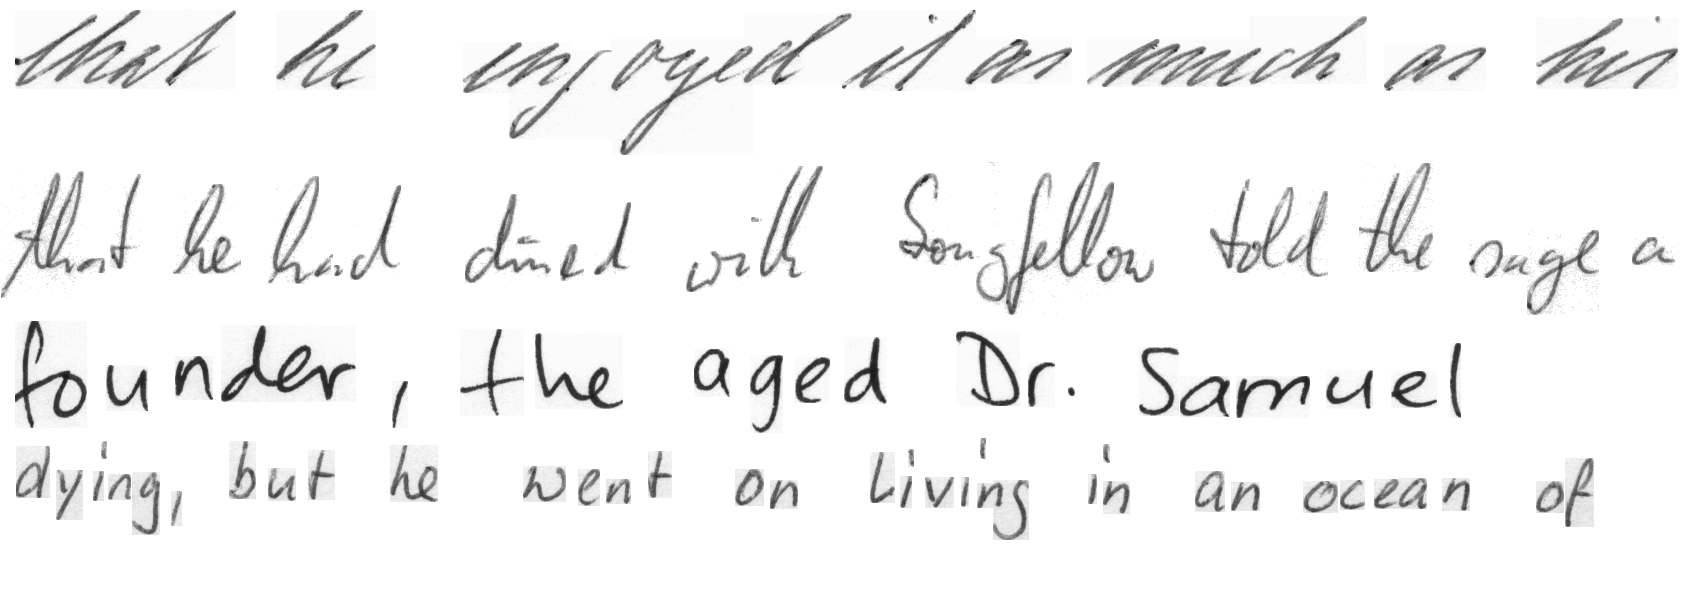 that he enjoyed it as much as his
that he had dined with Longfellow told the sage a
founder, the aged Dr. Samuel
dying, but he went on living in an ocean of